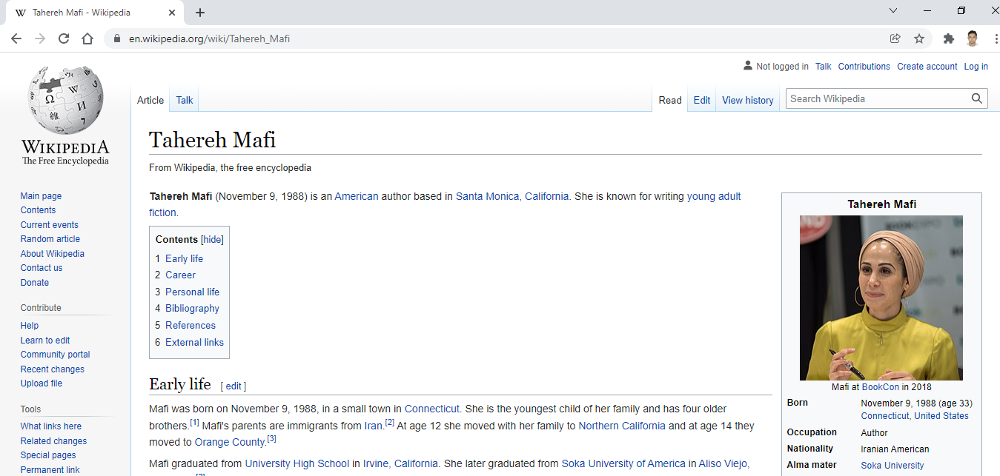 Tahereh Mafi - Wikipedia
en.wikipedia.org/wiki/Tahereh_Mafi
Not logged in Talk Contributions Create account Log in
Article Talk Read Edit View history Search Wikipedia
WIKIPEDIA
The Free Encyclopedia
Main page
Contents
Current events
Random article
About Wikipedia
Contact us
Donate
Contribute
Help
Learn to edit
Community portal
Recent changes
Upload file
Tools
What links here
Related changes
Special pages
Permanent link
Tahereh Mafi
From Wikipedia, the free encyclopedia
Tahereh Mafi (November 9, 1988) is an American author based in Santa Monica, California. She is known for writing young adult
fiction.
Contents [hide]
1 Early life
2 Career
3 Personal life
4 Bibliography
5 References
6 External links
Early life [ edit ]
Mafi was born on November 9, 1988, in a small town in Connecticut. She is the youngest child of her family and has four older
brothers.[1] Mafi's parents are immigrants from Iran.[2] At age 12 she moved with her family to Northern California and at age 14 they
moved to Orange County.[3]
Mafi graduated from University High School in Irvine, California. She later graduated from Soka University of America in Aliso Viejo,
Tahereh Mafi
Mafi at BookCon in 2018
Born November 9, 1988 (age 33)
Connecticut, United States
Occupation Author
Nationality Iranian American
Alma mater Soka University